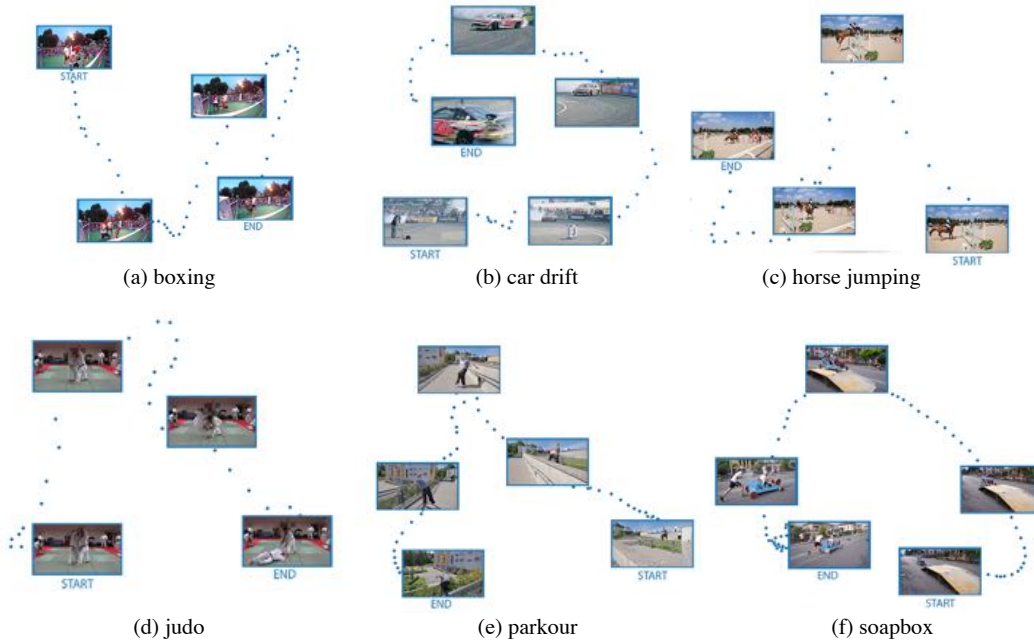 START
END
(a) boxing
END
START
(b) car drift
END
START
(c) horse jumping
START
END
(d) judo
START
END
(e) parkour
END
START
(f) soapbox